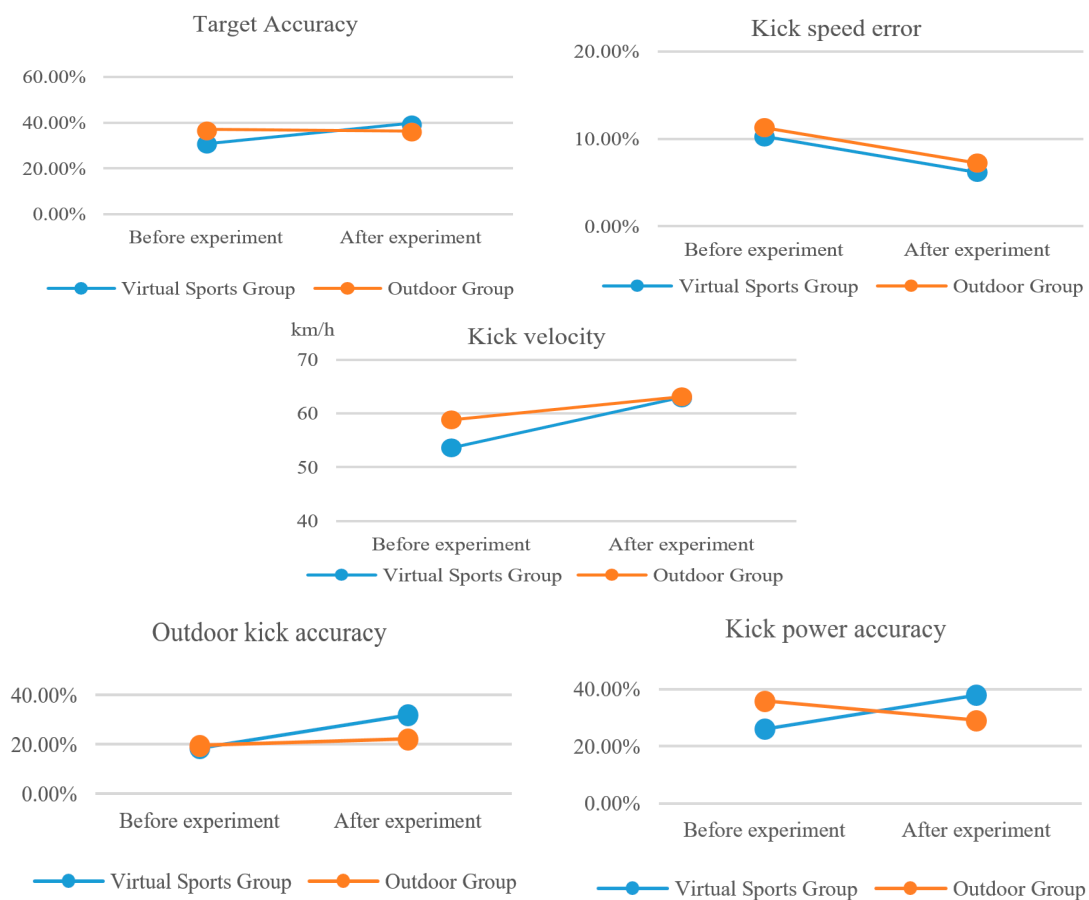 Target Accuracy
60.00%
40.00%
20.00%
0.00%
Before experiment After experiment
Virtual Sports Group Outdoor Group
Kick speed error
20.00%
10.00%
0.00%
Before experiment After experiment
Virtual Sports Group Outdoor Group
km/h
Kick velocity
70
60
50
40
Before experiment After experiment
Virtual Sports Group Outdoor Group
Outdoor kick accuracy
40.00%
20.00%
0.00%
Before experiment After experiment
Virtual Sports Group Outdoor Group
Kick power accuracy
40.00%
20.00%
0.00%
Before experiment After experiment
Virtual Sports Group Outdoor Group